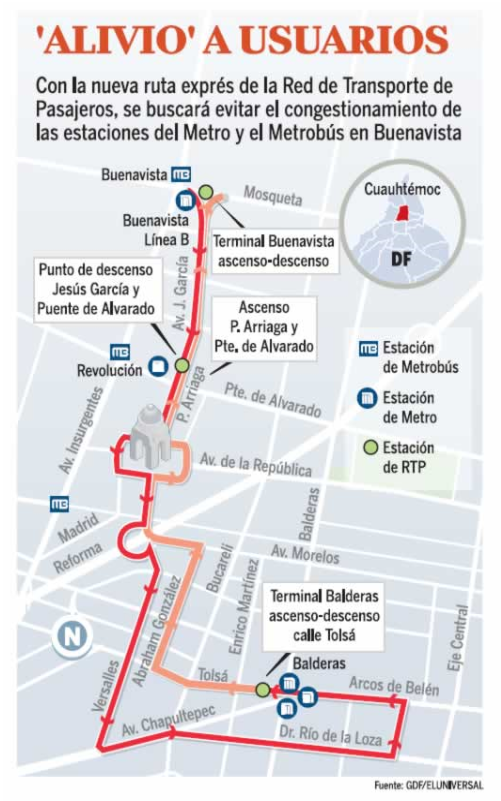 'ALIVIO' A USUARIOS
Con la nueva ruta exprés de la Red de Transporte de
Pasajeros, se buscará evitar el congestionamiento de
las estaciones del Metro y el Metrobús en Buenavista
Buenavista
Mosqueta
Cuauhtémoc
DF
Buenavista
Línea B
Terminal Buenavista
ascenso-descenso
Punto de descenso
Jesús García y
Puente de Alvarado
Av. J. García
Ascenso
P. Arriaga y
Pte. de Alvarado
Revolución
P. Arriaga
Pte. de Alvarado
Estación
de Metrobús
Estación
de Metro
Estación
de RTP
Av. Insurgentes
Av. de la República
Madrid
Reforma
Balderas
Av. Morelos
Bucareli
Enrico Martínez
Abraham González
Terminal Balderas
ascenso-descenso
calle Tolsá
Eje Central
N
Versalles
Tolsá
Balderas
Arcos de Belén
Av. Chapultepec
Dr. Río de la Loza
Fuente: GDF/EL UNIVERSAL